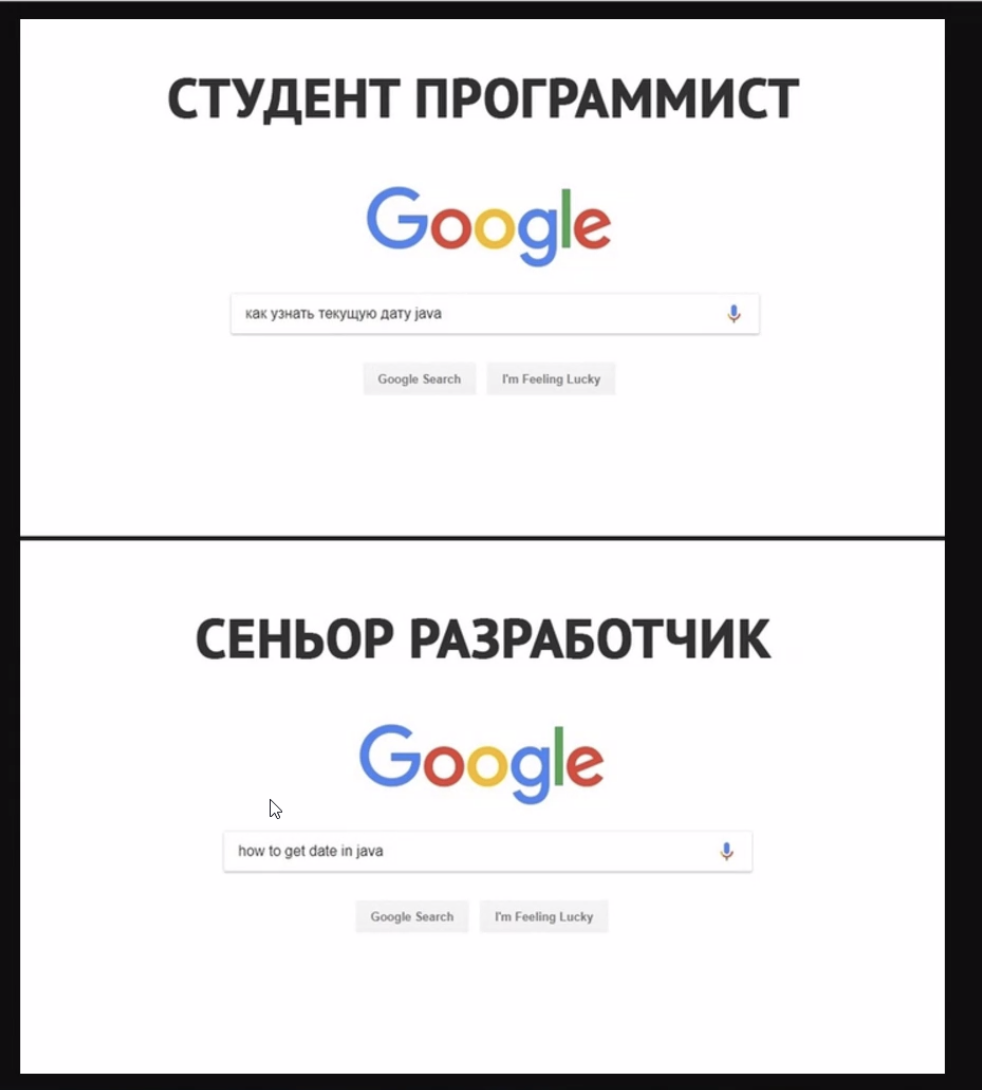 СТУДЕНТ ПРОГРАММИСТ
Google
как узнать текущую дату java
Google Search I'm Feeling Lucky
СЕНЬОР РАЗРАБОТЧИК
Google
how to get date in java
Google Search I'm Feeling Lucky